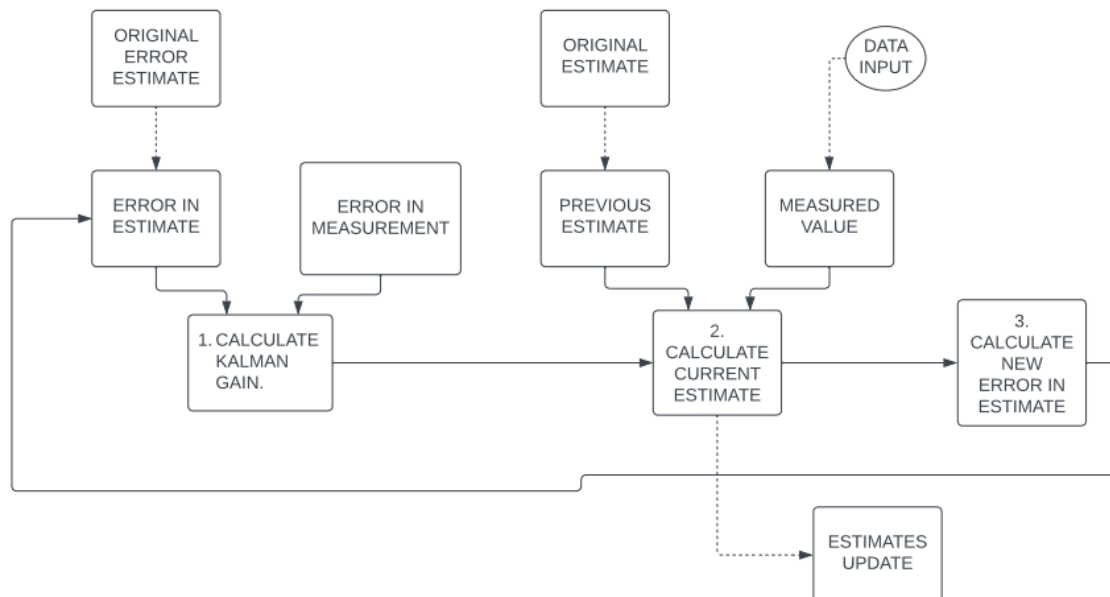 ORIGINAL
ERROR
ESTIMATE
ORIGINAL
ESTIMATE
DATA
INPUT
ERROR IN
ESTIMATE
ERROR IN
MEASUREMENT
PREVIOUS
ESTIMATE
MEASURED
VALUE
1. CALCULATE
KALMAN
GAIN.
2.
CALCULATE
CURRENT
ESTIMATE
3.
CALCULATE
NEW
ERROR IN
ESTIMATE
ESTIMATES
UPDATE